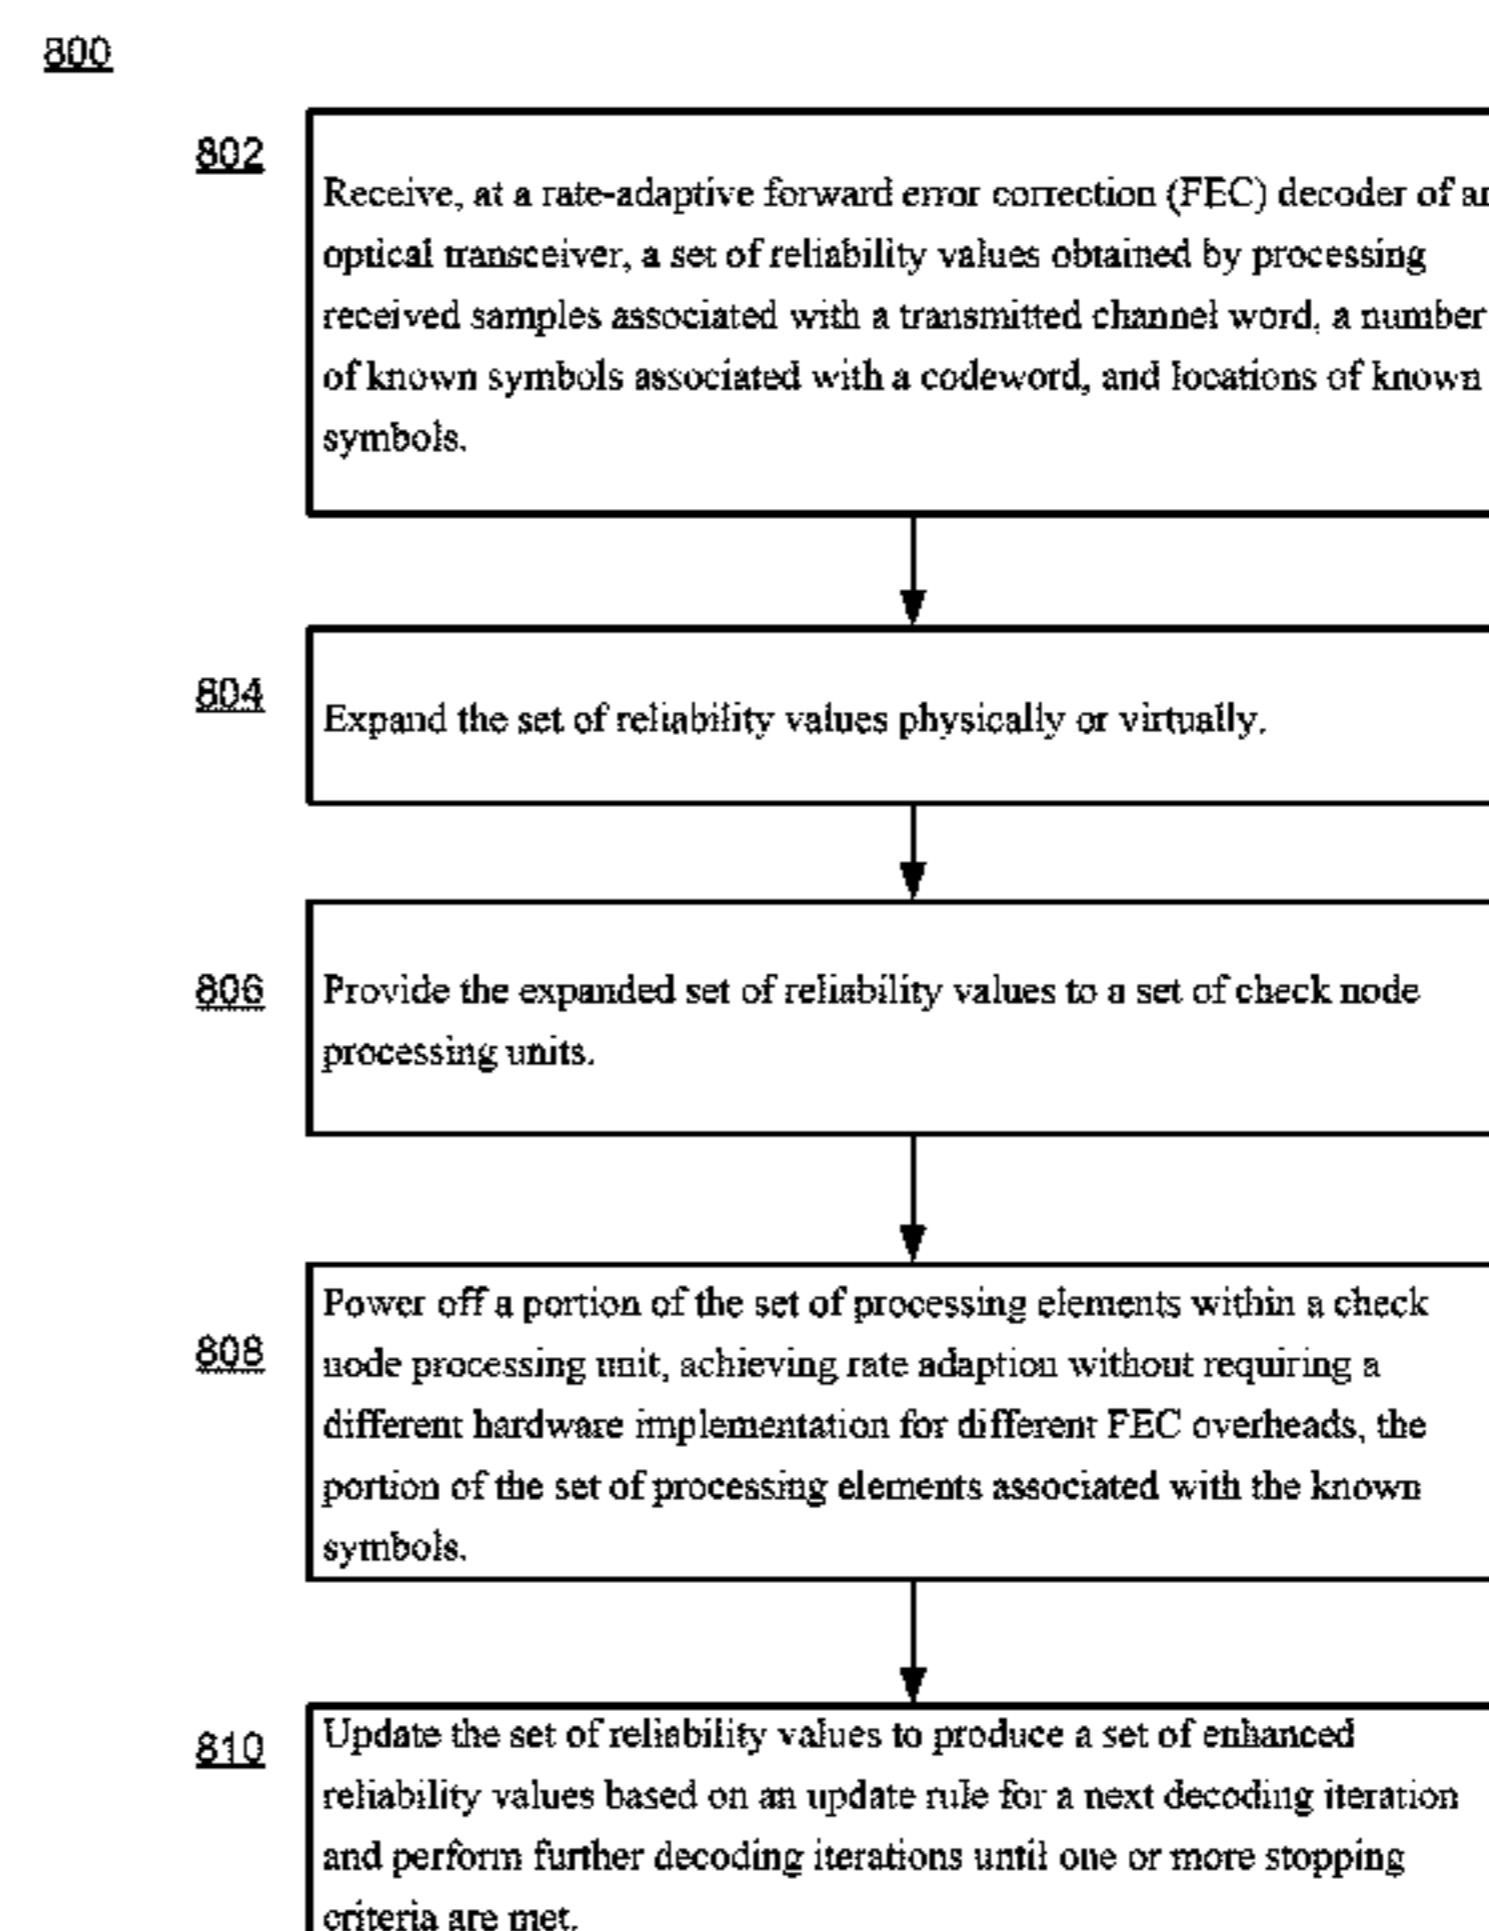 800
802
Receive, at a rate-adaptive forward error correction (FEC) decoder of an
optical transceiver, a set of reliability values obtained by processing
received samples associated with a transmitted channel word, a number
of known symbols associated with a codeword, and locations of known
symbols.
804
Expand the set of reliability values physically or virtually.
806
Provide the expanded set of reliability values to a set of check node
processing units.
808
Power off a portion of the set of processing elements within a check
node processing unit, achieving rate adaption without requiring a
different hardware implementation for different FEC overheads, the
portion of the set of processing elements associated with the known
symbols.
810
Update the set of reliability values to produce a set of enhanced
reliability values based on an update rule for a next decoding iteration
and perform further decoding iterations until one or more stopping
criteria are met.